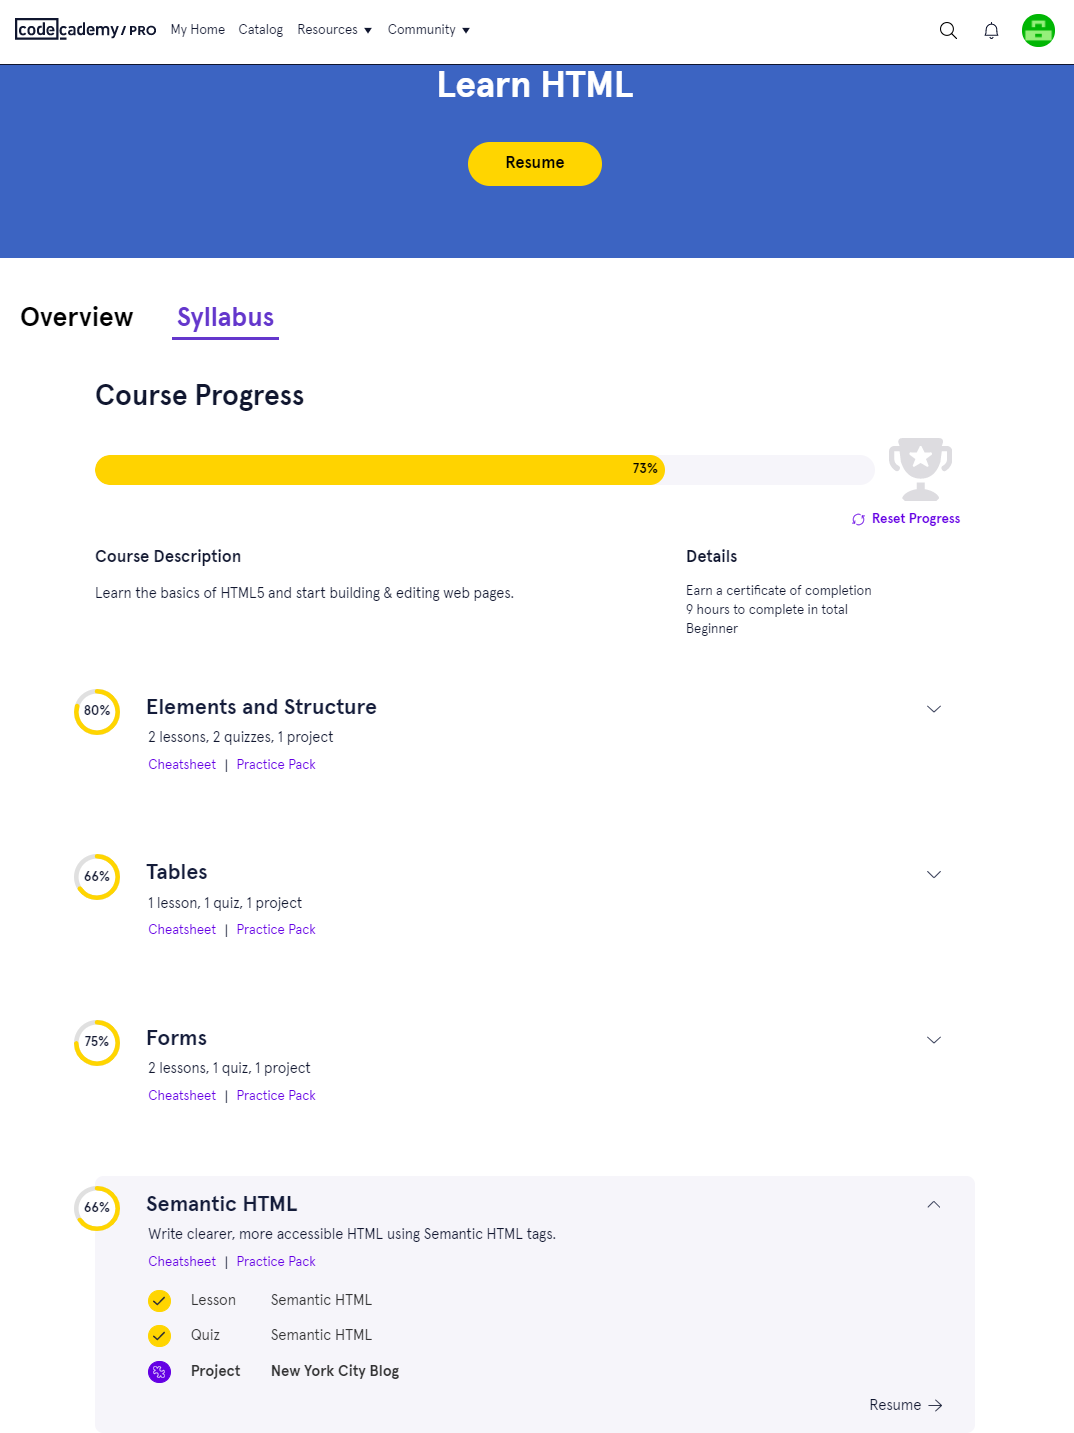 codecademy / PRO My Home Catalog Resources Community
Learn HTML
Resume
Overview Syllabus
Course Progress
73%
Reset Progress
Course Description
Learn the basics of HTML5 and start building & editing web pages.
Details
Earn a certificate of completion
9 hours to complete in total
Beginner
80% Elements and Structure
2 lessons, 2 quizzes, 1 project
Cheatsheet | Practice Pack
66% Tables
1 lesson, 1 quiz, 1 project
Cheatsheet | Practice Pack
75% Forms
2 lessons, 1 quiz, 1 project
Cheatsheet | Practice Pack
66% Semantic HTML
Write clearer, more accessible HTML using Semantic HTML tags.
Cheatsheet | Practice Pack
Lesson Semantic HTML
Quiz Semantic HTML
Project New York City Blog
Resume